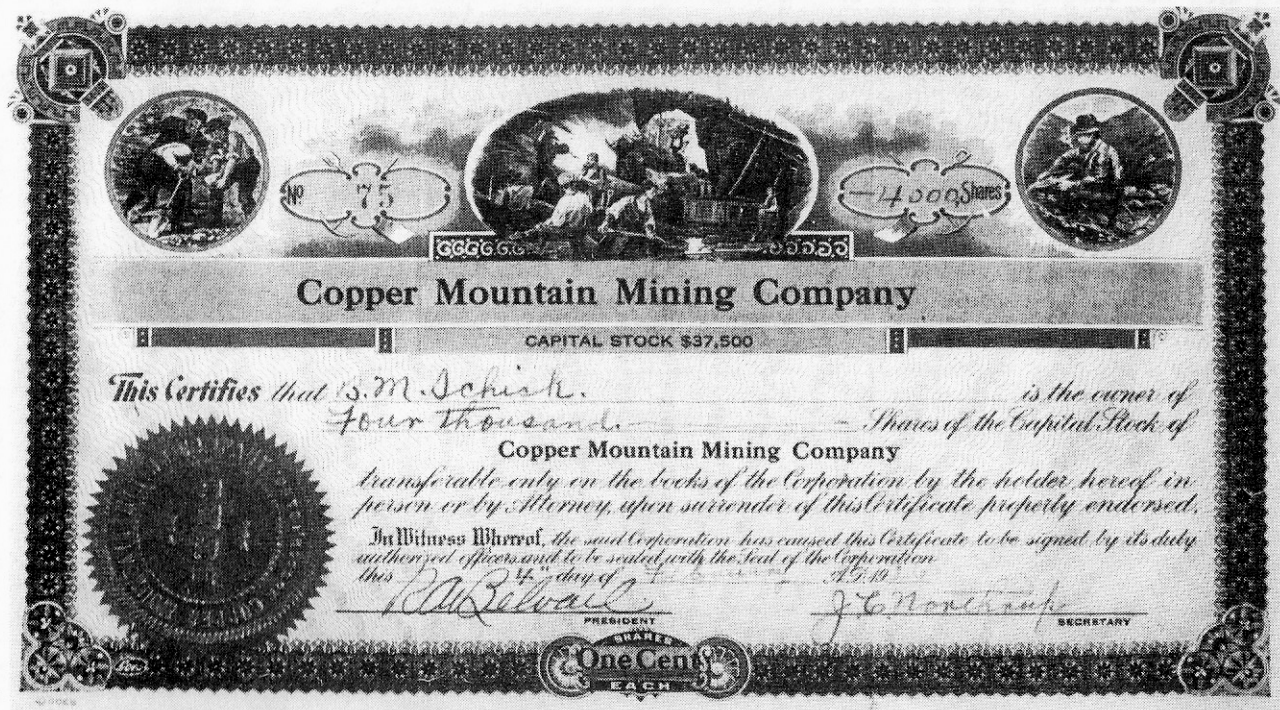 No 75
4000 Shares
Copper Mountain Mining Company
CAPITAL STOCK $37,500
This Certifies that B. M. Schick. is the owner of
Four thousand. Shares of the Capital Stock of
Copper Mountain Mining Company
transferable only on the books of the Corporation by the holder hereof in
person or by Attorney, upon surrender of this Certificate properly endorsed.
In Witness Whereof, the said Corporation has caused this Certificate to be signed by its duly
authorized officers and to be sealed with the Seal of the Corporation
this 4" day of A.D. 19
J. C. Northrup
PRESIDENT
SECRETARY
SHARES
One Cent
EACH